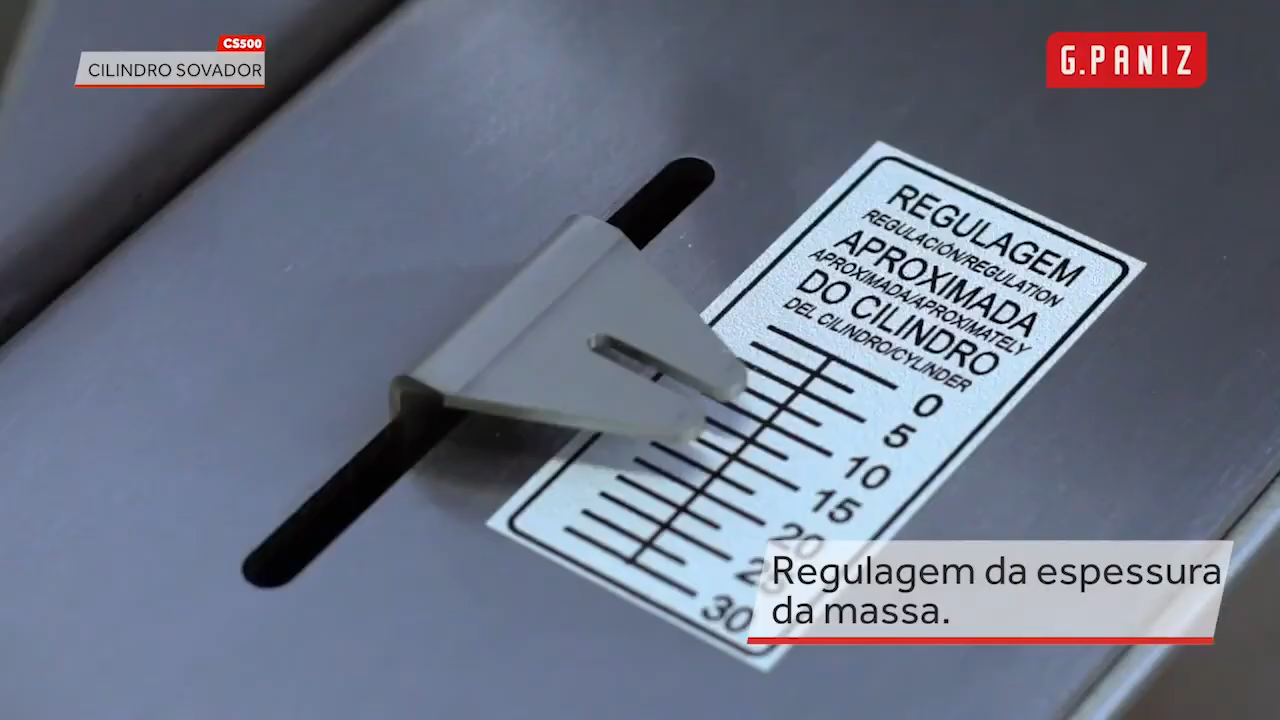 CS500
CILINDRO SOVADOR
G.PANIZ
REGULAGEM
REGULACIÓN/REGULATION
APROXIMADA
APROXIMADA/APROXIMATELY
DO CILINDRO
DEL CILINDRO/CYLINDER
0
5
10
15
20
25
30
Regulagem da espessura
da massa.